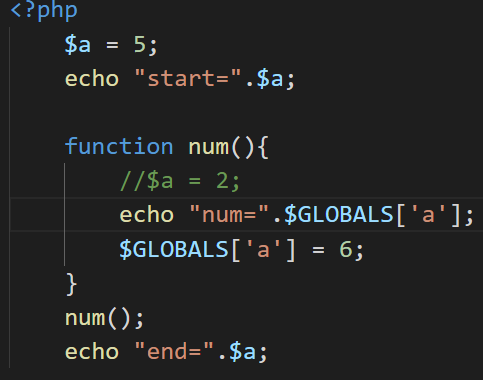 <?php
$a = 5;
echo "start=".$a;
function num(){
//$a = 2;
echo "num=".$GLOBALS['a'];
$GLOBALS['a'] = 6;
}
num();
echo "end=".$a;